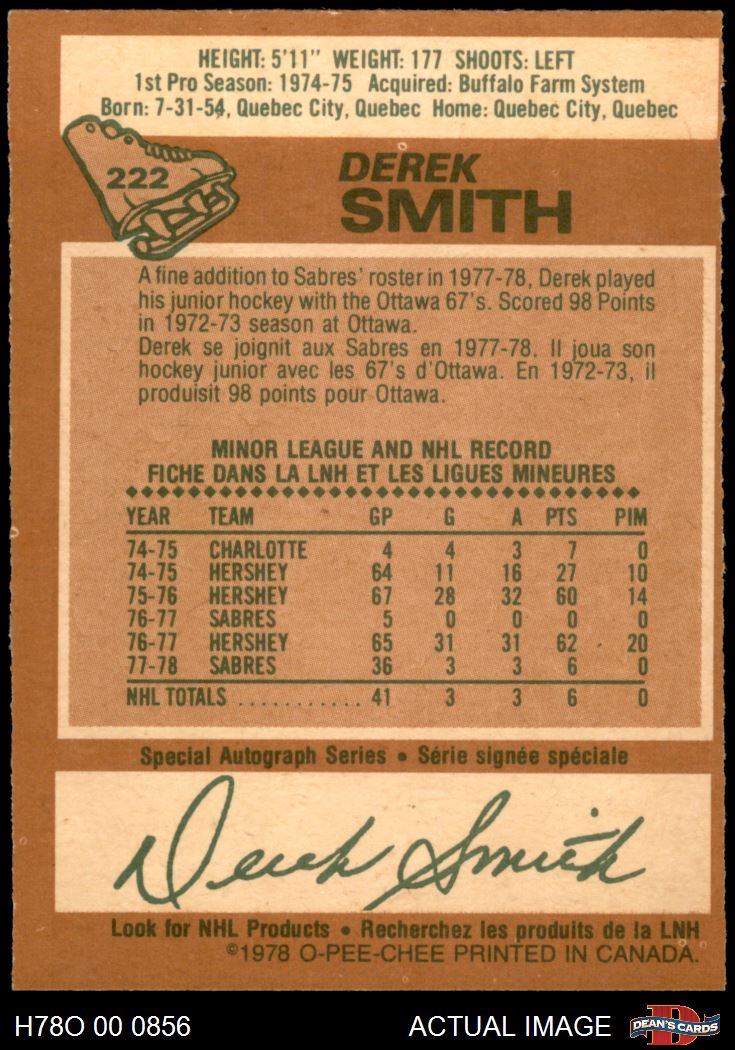 HEIGHT: 5'11" WEIGHT: 177 SHOOTS: LEFT
1st Pro Season: 1974-75 Acquired: Buffalo Farm System
Born: 7-31-54, Quebec City, Quebec Home: Quebec City, Quebec
222
DEREK
SMITH
A fine addition to Sabres' roster in 1977-78, Derek played
his junior hockey with the Ottawa 67's. Scored 98 Points
in 1972-73 season at Ottawa.
Derek se joignit aux Sabres en 1977-78. Il joua son
hockey junior avec les 67's d'Ottawa. En 1972-73, il
produisit 98 points pour Ottawa.
MINOR LEAGUE AND NHL RECORD
FICHE DANS LA LNH ET LES LIGUES MINEURES
YEAR TEAM GP G A PTS PIM
74-75 CHARLOTTE 4 4 3 7 0
74-75 HERSHEY 64 11 16 27 10
75-76 HERSHEY 67 28 32 60 14
76-77 SABRES 5 0 0 0 0
76-77 HERSHEY 65 31 31 62 20
77-78 SABRES 36 3 3 6 0
NHL TOTALS ........... 41 3 3 6 0
Special Autograph Series • Série signée spéciale
Derek Smith
Look for NHL Products • Recherchez les produits de la LNH
©1978 O-PEE-CHEE PRINTED IN CANADA.
H78O 00 0856 ACTUAL IMAGE D DEAN'S CARDS